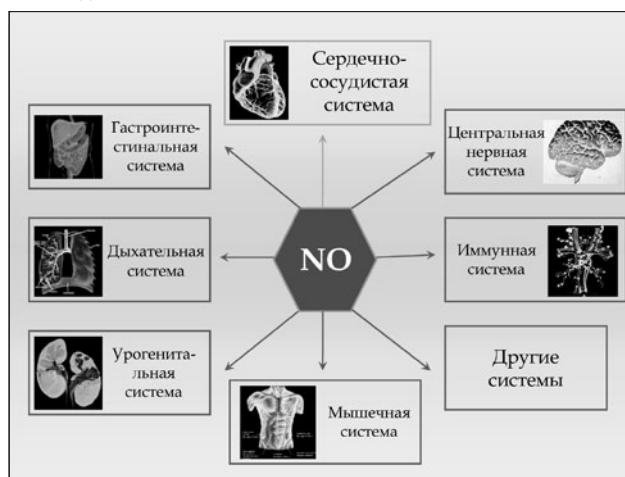 Сердечно-
сосудистая
система
Гастроинте-
стинальная
система
Центральная
нервная
система
Дыхательная
система
NO
Иммунная
система
Урогенита-
льная
система
Мышечная
система
Другие
системы